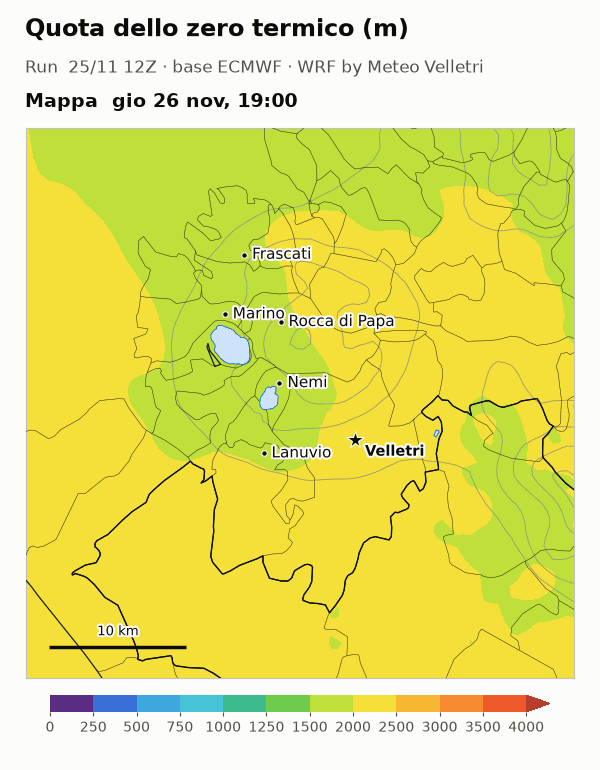 Quota dello zero termico (m)
Run 25/11 12Z · base ECMWF · WRF by Meteo Velletri
Mappa gio 26 nov, 19:00
Frascati
Marino
Rocca di Papa
Nemi
Velletri
Lanuvio
10 km
0 250 500 750 1000 1250 1500 2000 2500 3000 3500 4000